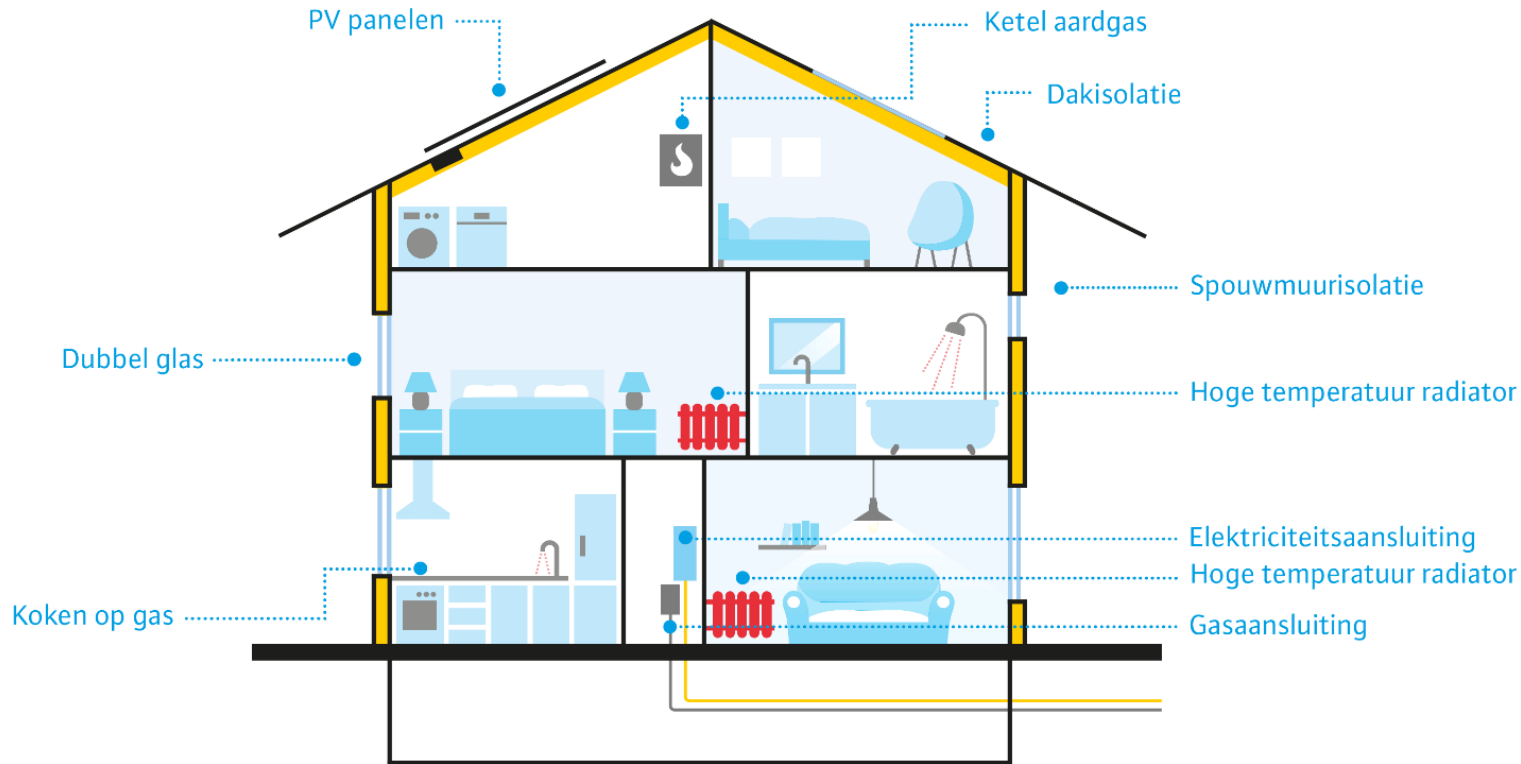 PV panelen
Ketel aardgas
Dakisolatie
Spouwmuurisolatie
Dubbel glas
Hoge temperatuur radiator
Elektriciteitsaansluiting
Hoge temperatuur radiator
Koken op gas
Gasaansluiting